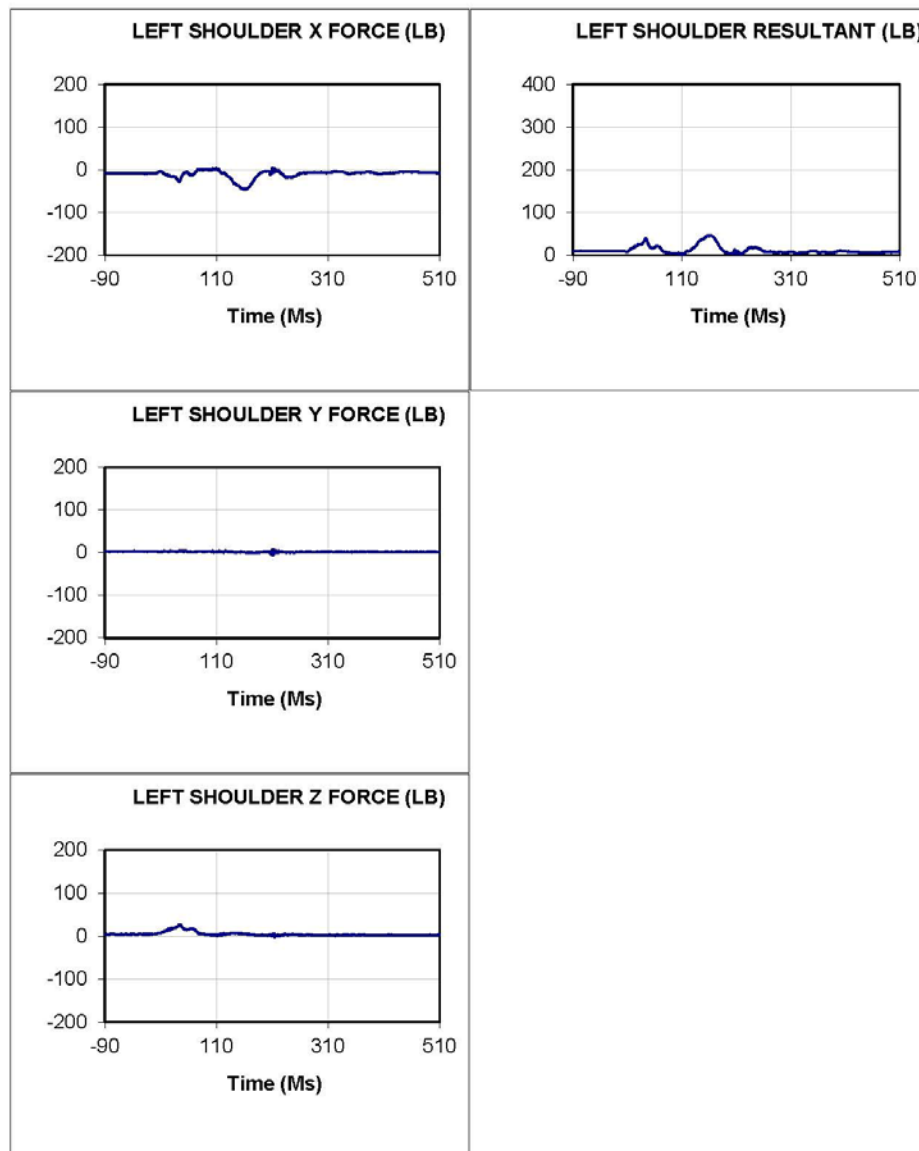 LEFT SHOULDER X FORCE (LB)
200
100
0
-100
-200
-90 110 310 510
Time (Ms)
LEFT SHOULDER RESULTANT (LB)
400
300
200
100
0
-90 110 310 510
Time (Ms)
LEFT SHOULDER Y FORCE (LB)
200
100
0
-100
-200
-90 110 310 510
Time (Ms)
LEFT SHOULDER Z FORCE (LB)
200
100
0
-100
-200
-90 110 310 510
Time (Ms)